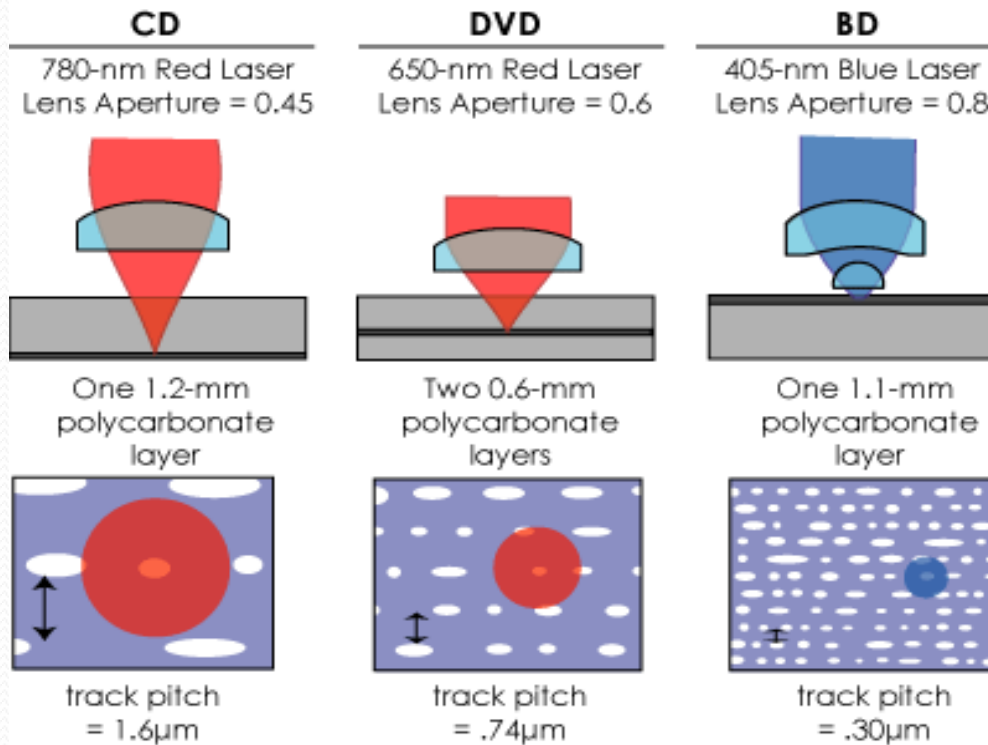 CD
780-nm Red Laser
Lens Aperture = 0.45
One 1.2-mm
polycarbonate
layer
track pitch
= 1.6µm
DVD
650-nm Red Laser
Lens Aperture = 0.6
Two 0.6-mm
polycarbonate
layers
track pitch
= .74µm
BD
405-nm Blue Laser
Lens Aperture = 0.8
One 1.1-mm
polycarbonate
layer
track pitch
= .30µm